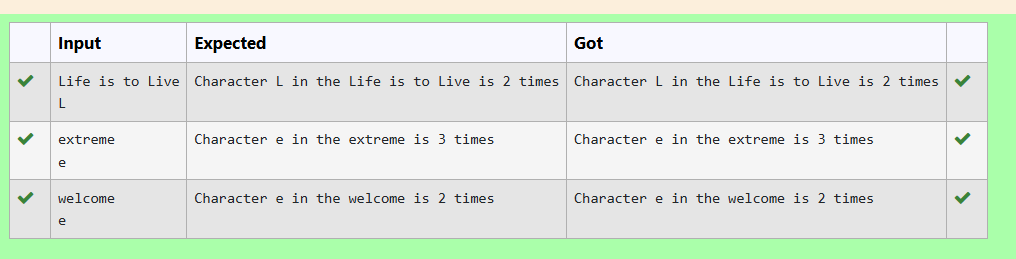 Input Expected Got
Life is to Live Character L in the Life is to Live is 2 times Character L in the Life is to Live is 2 times
L
extreme Character e in the extreme is 3 times Character e in the extreme is 3 times
e
welcome Character e in the welcome is 2 times Character e in the welcome is 2 times
e